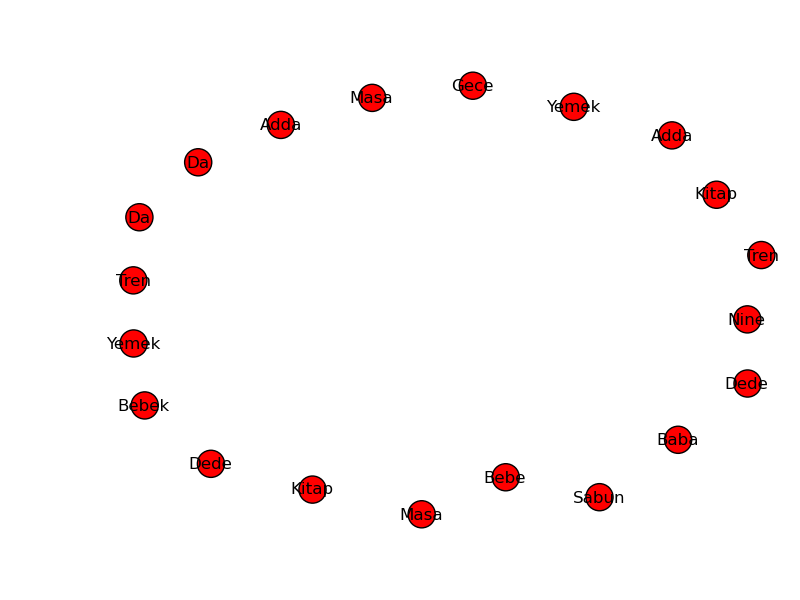 Gece
Masa
Yemek
Adda
Adda
Da
Kitap
Da
Tren
Tren
Nine
Yemek
Dede
Bebek
Baba
Dede
Bebe
Kitap
Sabun
Masa